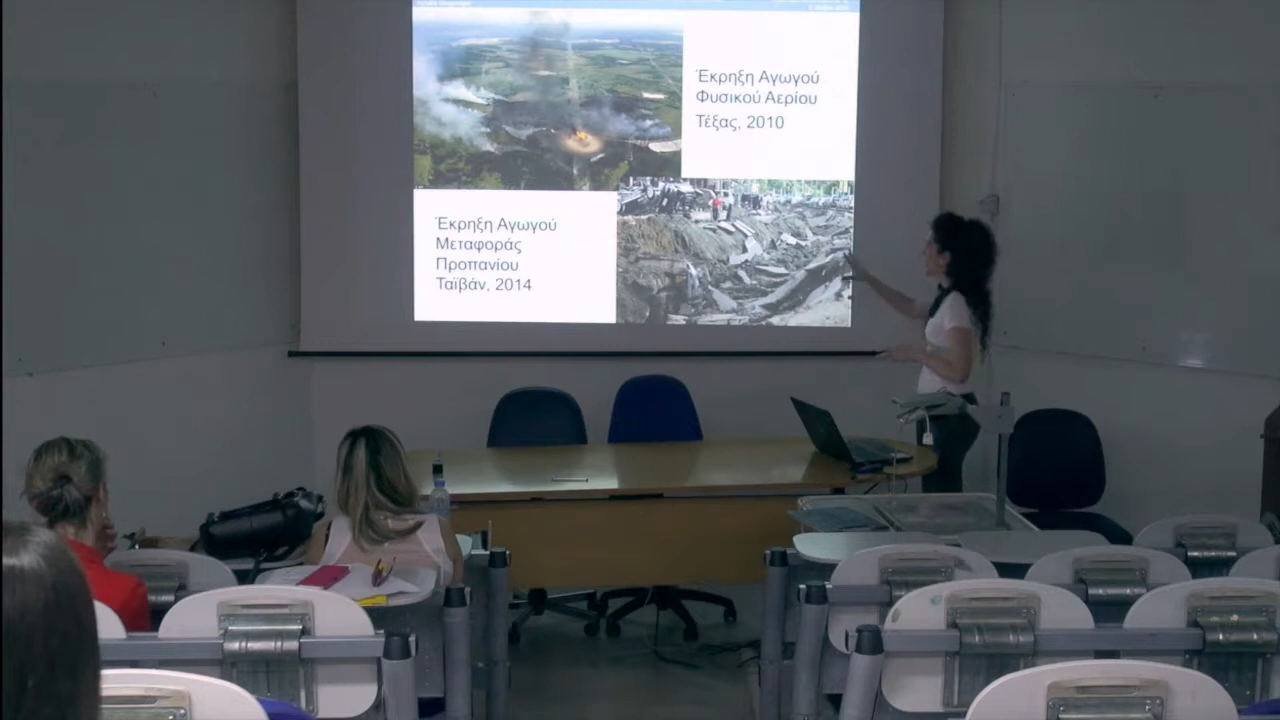 Έκρηξη Αγωγού
Φυσικού Αερίου
Τέξας, 2010
Έκρηξη Αγωγού
Μεταφοράς
Προπανίου
Ταϊβάν, 2014